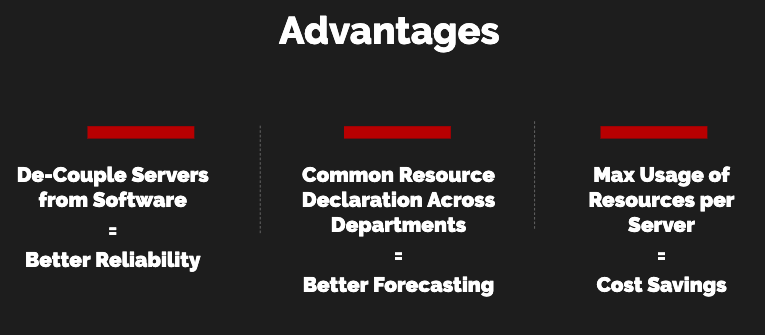 Advantages
De-Couple Servers
from Software
=
Better Reliability
Common Resource
Declaration Across
Departments
=
Better Forecasting
Max Usage of
Resources per
Server
=
Cost Savings